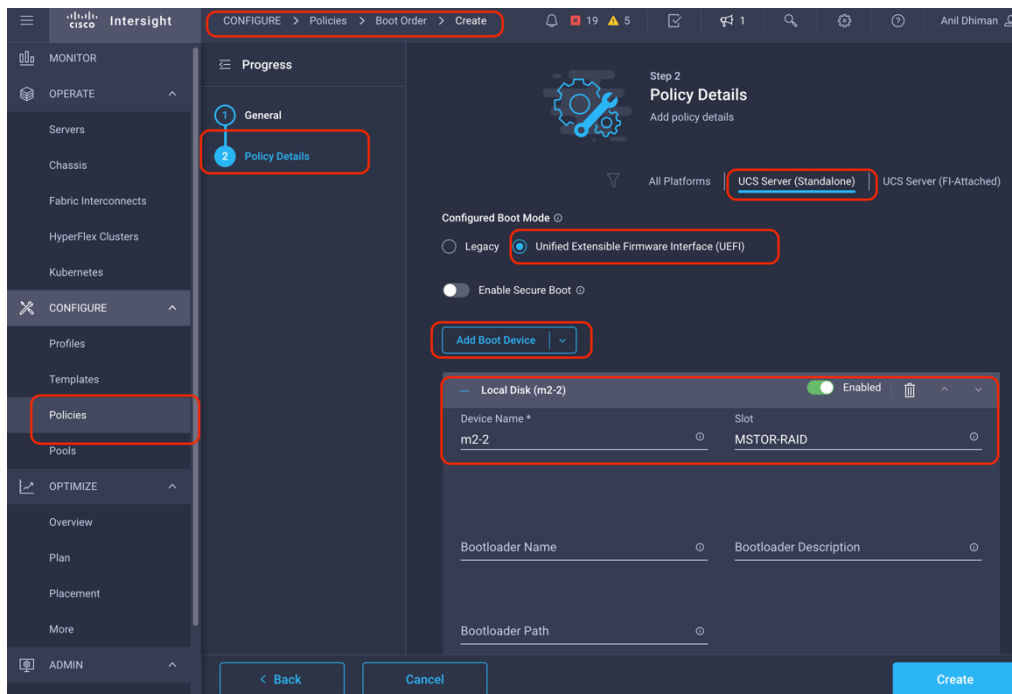 cisco Intersight
CONFIGURE > Policies > Boot Order > Create
19 5
1
Anil Dhiman
MONITOR
OPERATE
Servers
Chassis
Fabric Interconnects
HyperFlex Clusters
Kubernetes
CONFIGURE
Profiles
Templates
Policies
Pools
OPTIMIZE
Overview
Plan
Placement
More
ADMIN
Progress
1 General
2 Policy Details
Step 2
Policy Details
Add policy details
All Platforms | UCS Server (Standalone) | UCS Server (FI-Attached)
Configured Boot Mode
Legacy Unified Extensible Firmware Interface (UEFI)
Enable Secure Boot
Add Boot Device
Local Disk (m2-2) Enabled
Device Name * Slot
m2-2 MSTOR-RAID
Bootloader Name Bootloader Description
Bootloader Path
< Back Cancel Create